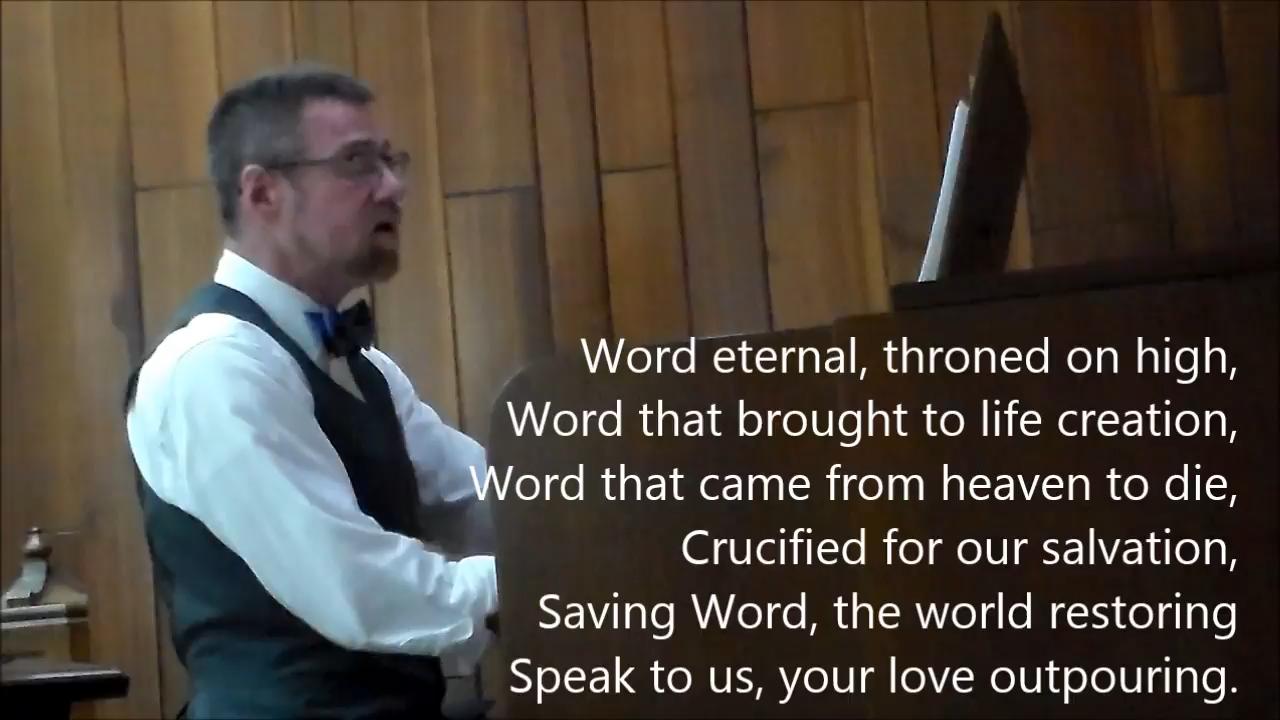 Word eternal, throned on high,
Word that brought to life creation,
Word that came from heaven to die,
Crucified for our salvation,
Saving Word, the world restoring
Speak to us, your love outpouring.